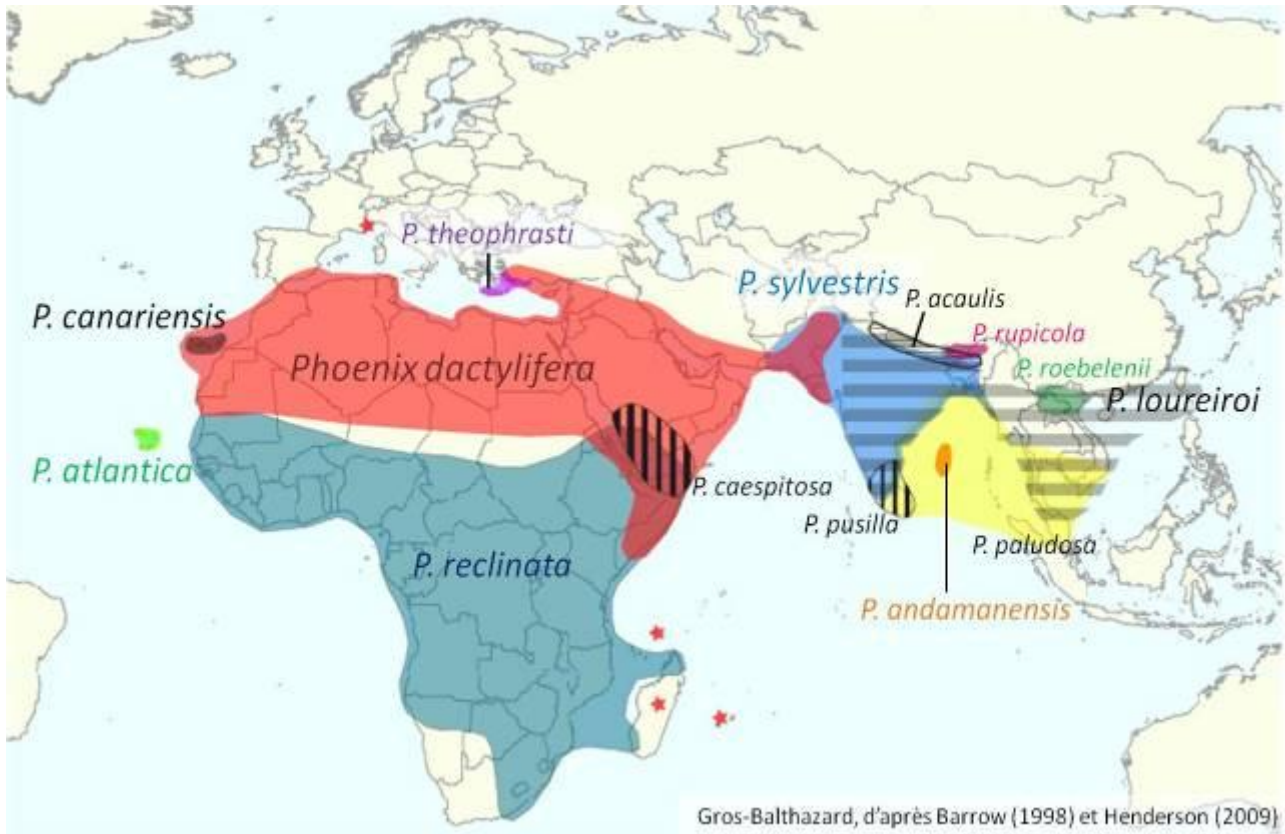 P. theophrasti
P. sylvestris
P. acaulis
P. canariensis
P. rupicola
Phoenix dactylifera
P. roebelenii
P. loureiroi
P. atlantica
P. caespitosa
P. pusilla
P. paludosa
P. reclinata
P. andamanensis
Gros-Balthazard, d'après Barrow (1998) et Henderson (2009)